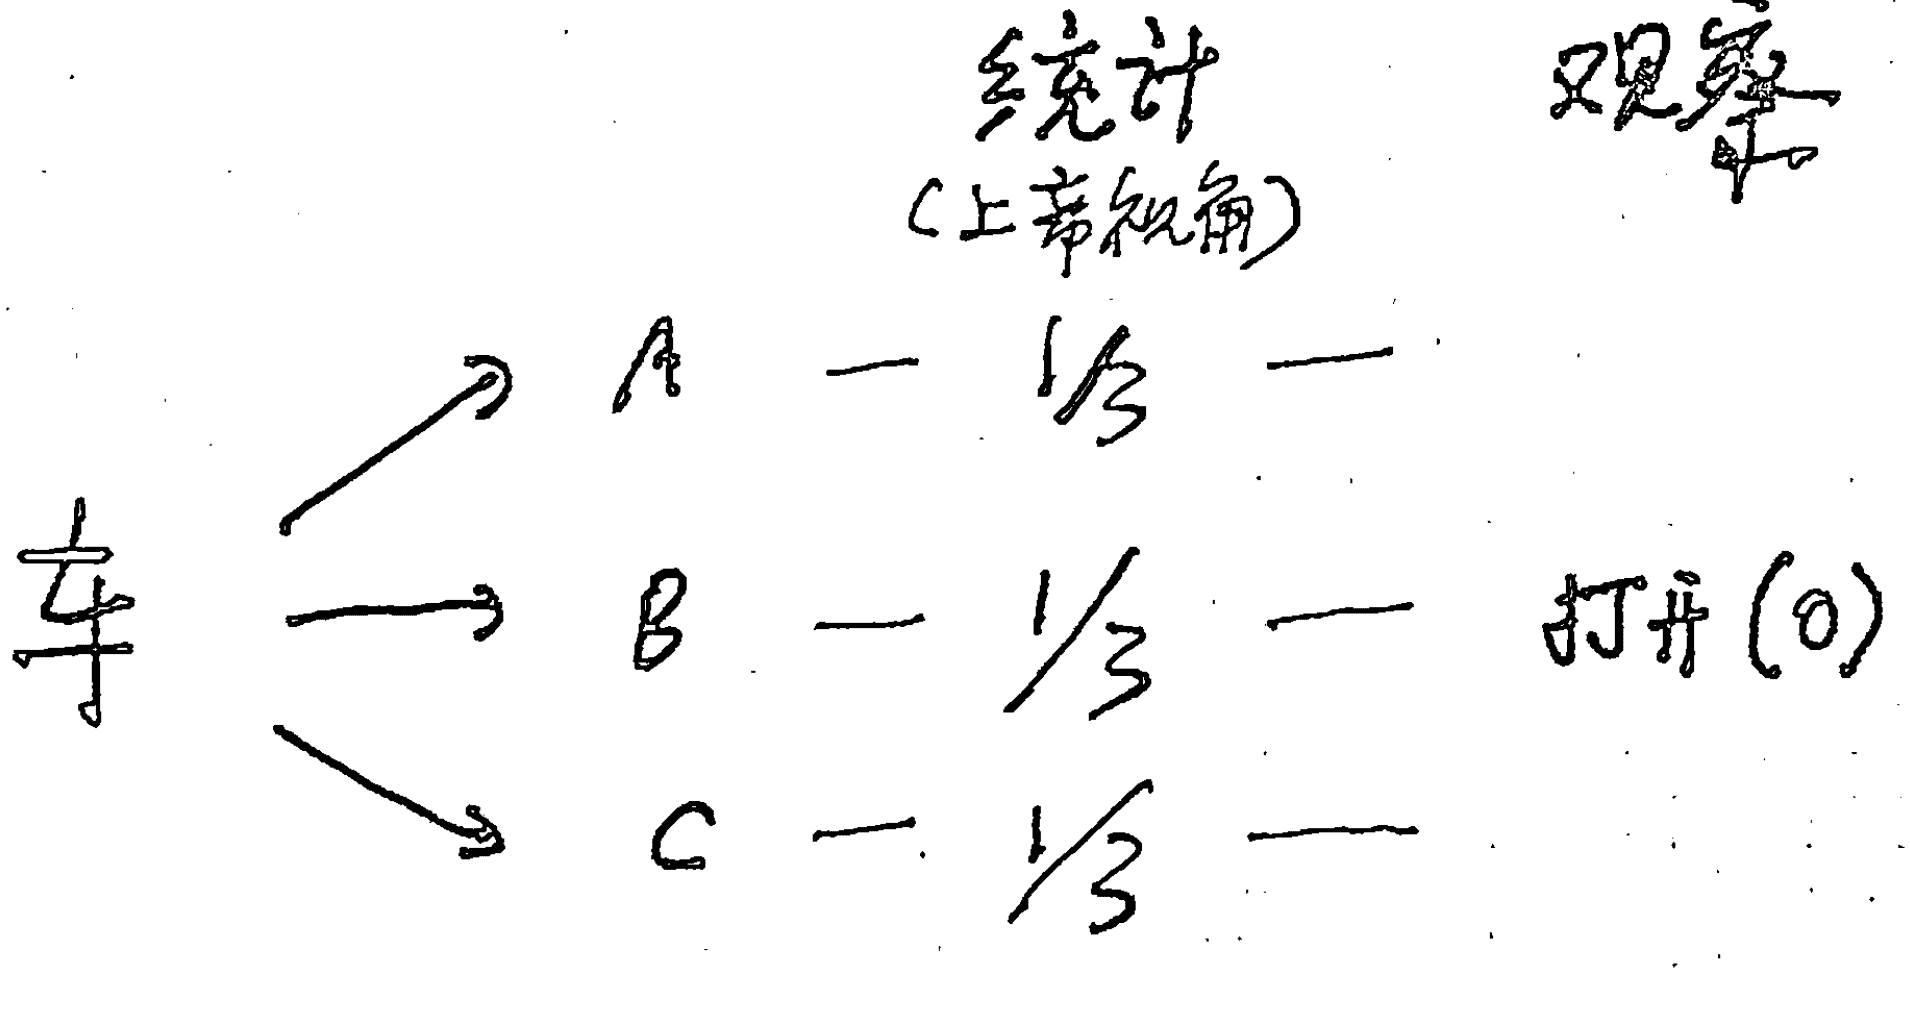 统计 观察
(上帝视角)
A — 1/3 —
车 B — 1/3 — 打开(0)
C — 1/3 —